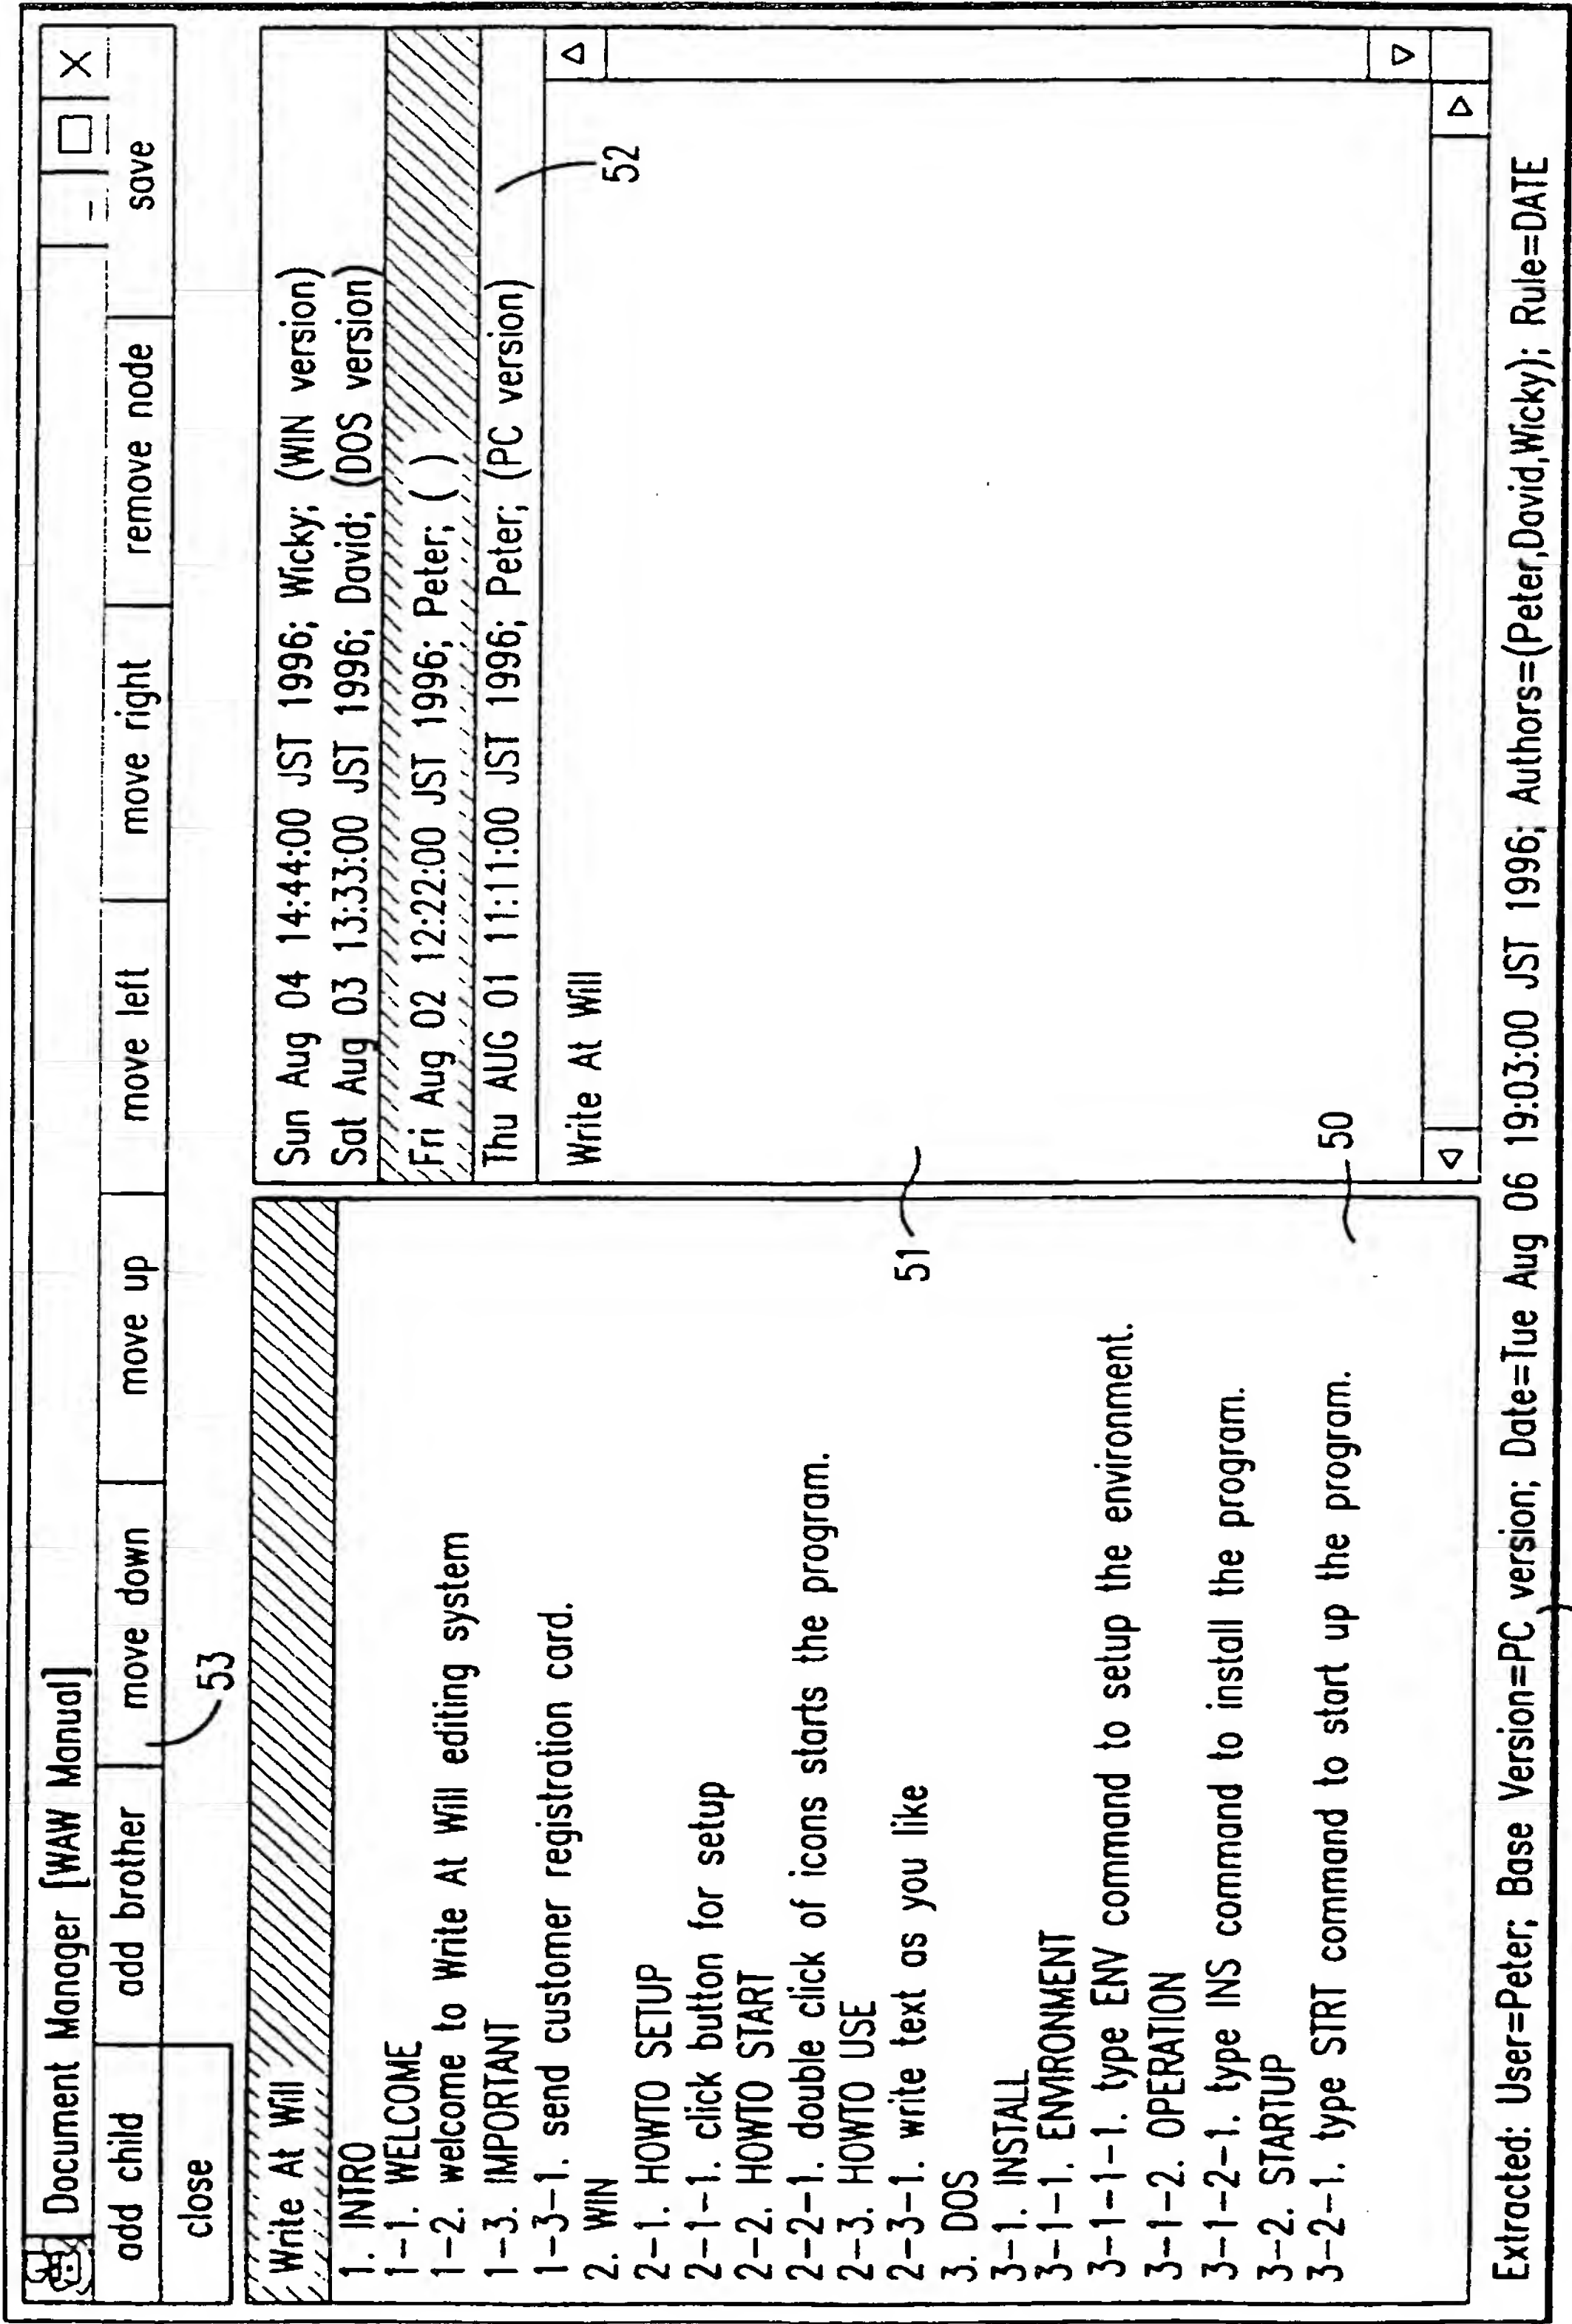 Document Manager [WAW Manual]
add child
add brother
move down
move up
move left
move right
remove node
save
close
53
Write At Will
1. INTRO
1-1. WELCOME
1-2. welcome to Write At Will editing system
1-3. IMPORTANT
1-3-1. send customer registration card.
2. WIN
2-1. HOWTO SETUP
2-1-1. click button for setup
2-2. HOWTO START
2-2-1. double click of icons starts the program.
2-3. HOWTO USE
2-3-1. write text as you like
3. DOS
3-1. INSTALL
3-1-1. ENVIRONMENT
3-1-1-1. type ENV command to setup the environment.
3-1-2. OPERATION
3-1-2-1. type INS command to install the program.
3-2. STARTUP
3-2-1. type STRT command to start up the program.
Sun Aug 04 14:44:00 JST 1996; Wicky; (WIN version)
Sat Aug 03 13:33:00 JST 1996; David; (DOS version)
Fri Aug 02 12:22:00 JST 1996; Peter; ( )
Thu AUG 01 11:11:00 JST 1996; Peter; (PC version)
52
Write At Will
51
50
Extracted: User=Peter; Base Version=PC version; Date=Tue Aug 06 19:03:00 JST 1996; Authors=(Peter,David,Wicky); Rule=DATE